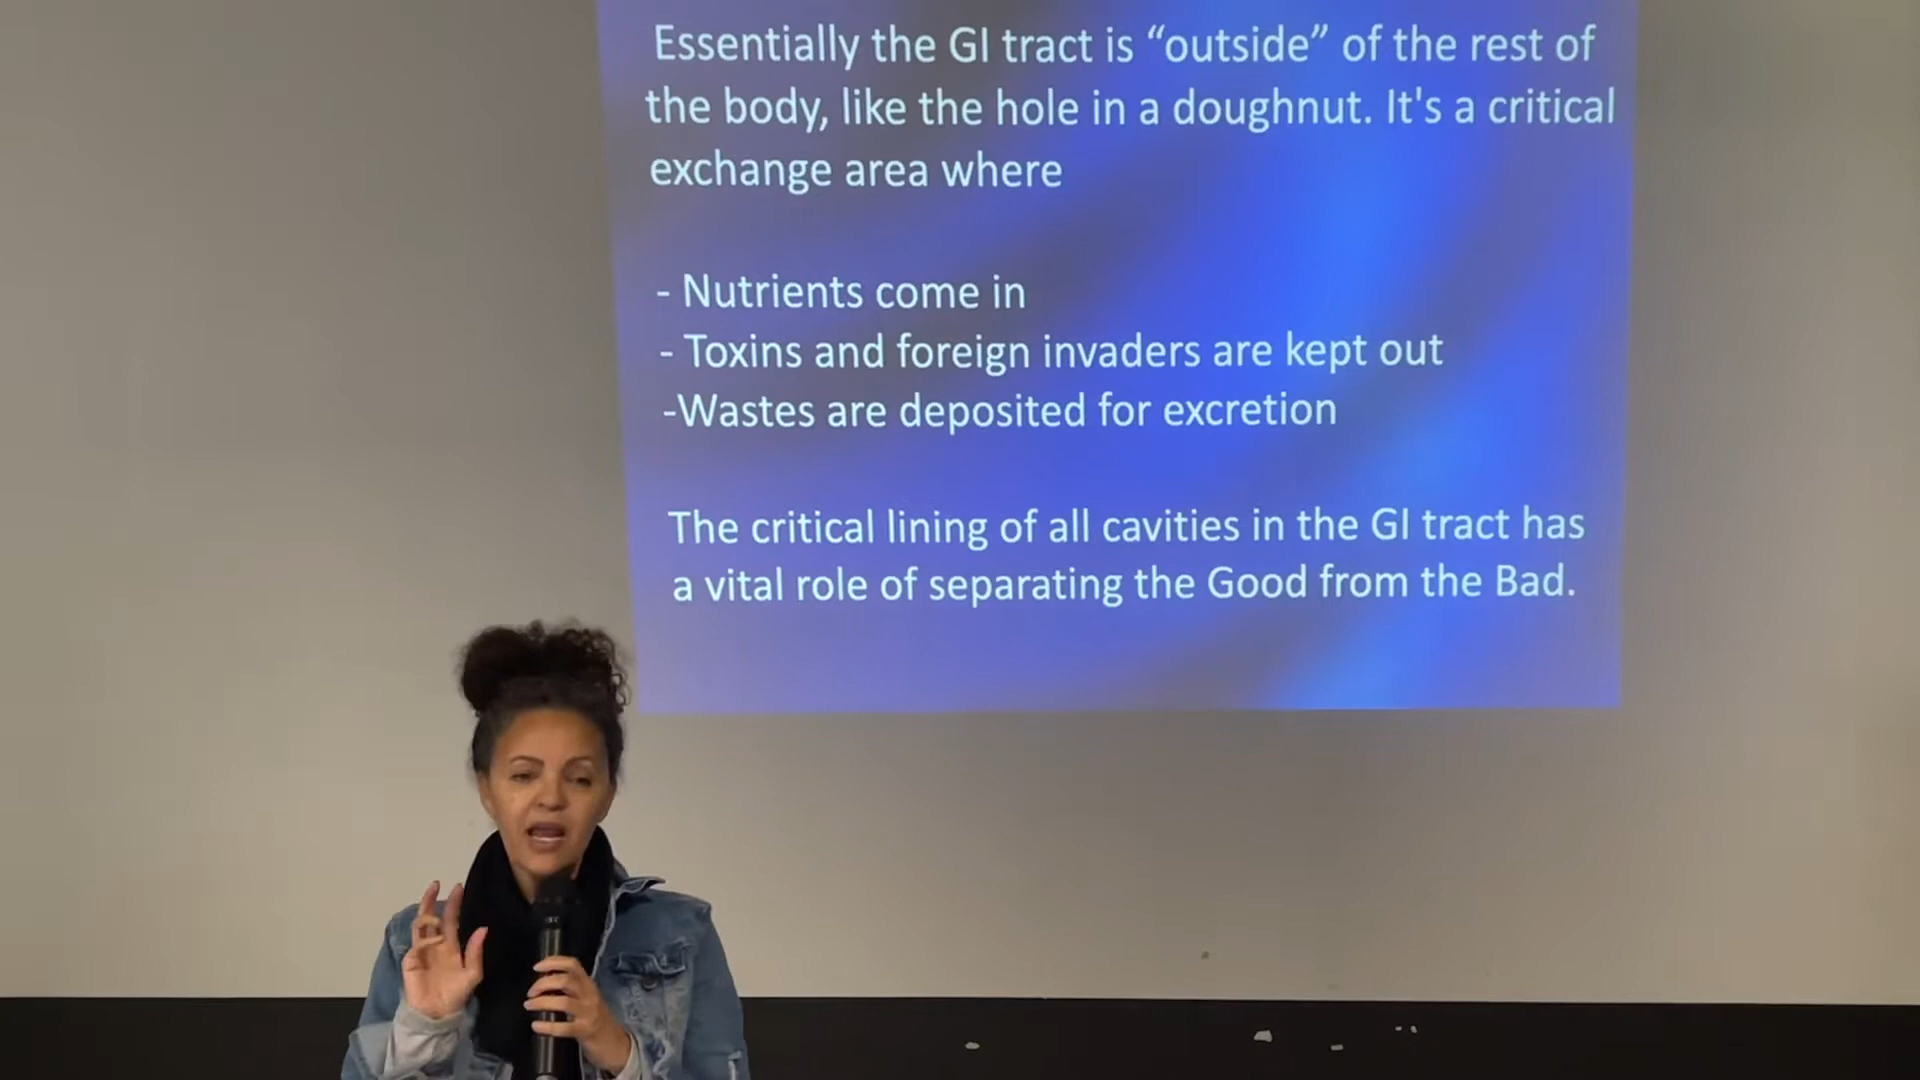 Essentially the GI tract is “outside” of the rest of
the body, like the hole in a doughnut. It's a critical
exchange area where
- Nutrients come in
- Toxins and foreign invaders are kept out
-Wastes are deposited for excretion
The critical lining of all cavities in the GI tract has
a vital role of separating the Good from the Bad.